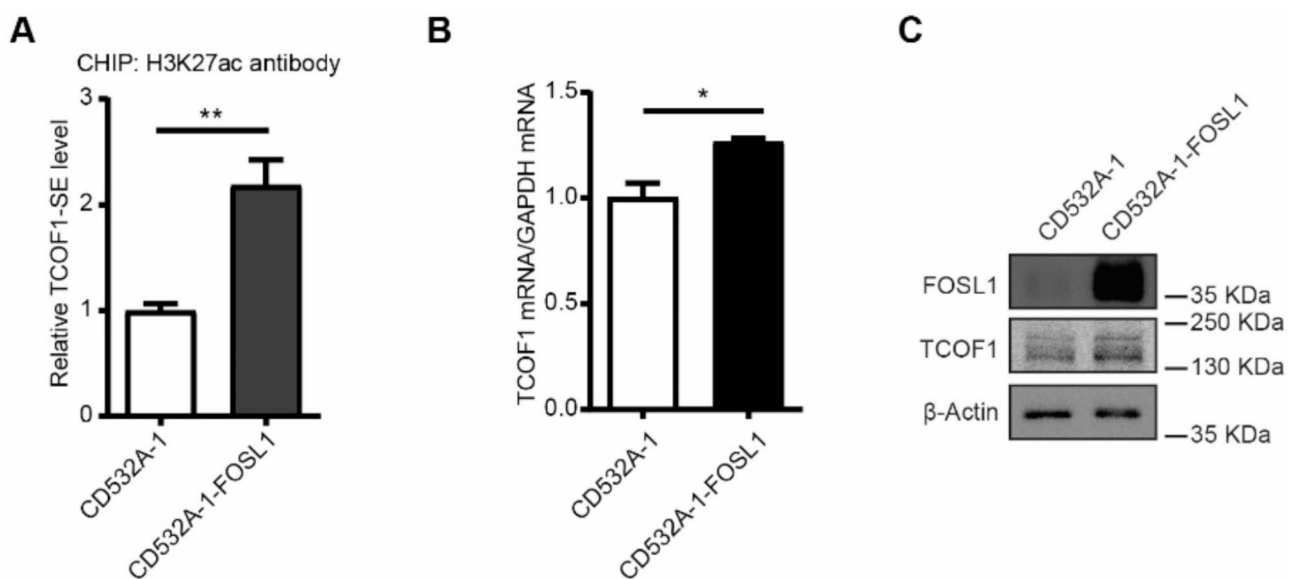 A
CHIP: H3K27ac antibody
Relative TCOF1-SE level
3
2
1
0
**
CD532A-1
CD532A-1-FOSL1
B
TCOF1 mRNA/GAPDH mRNA
1.5
1.0
0.5
0.0
*
CD532A-1
CD532A-1-FOSL1
C
CD532A-1
CD532A-1-FOSL1
FOSL1
35 KDa
250 KDa
TCOF1
130 KDa
β-Actin
35 KDa